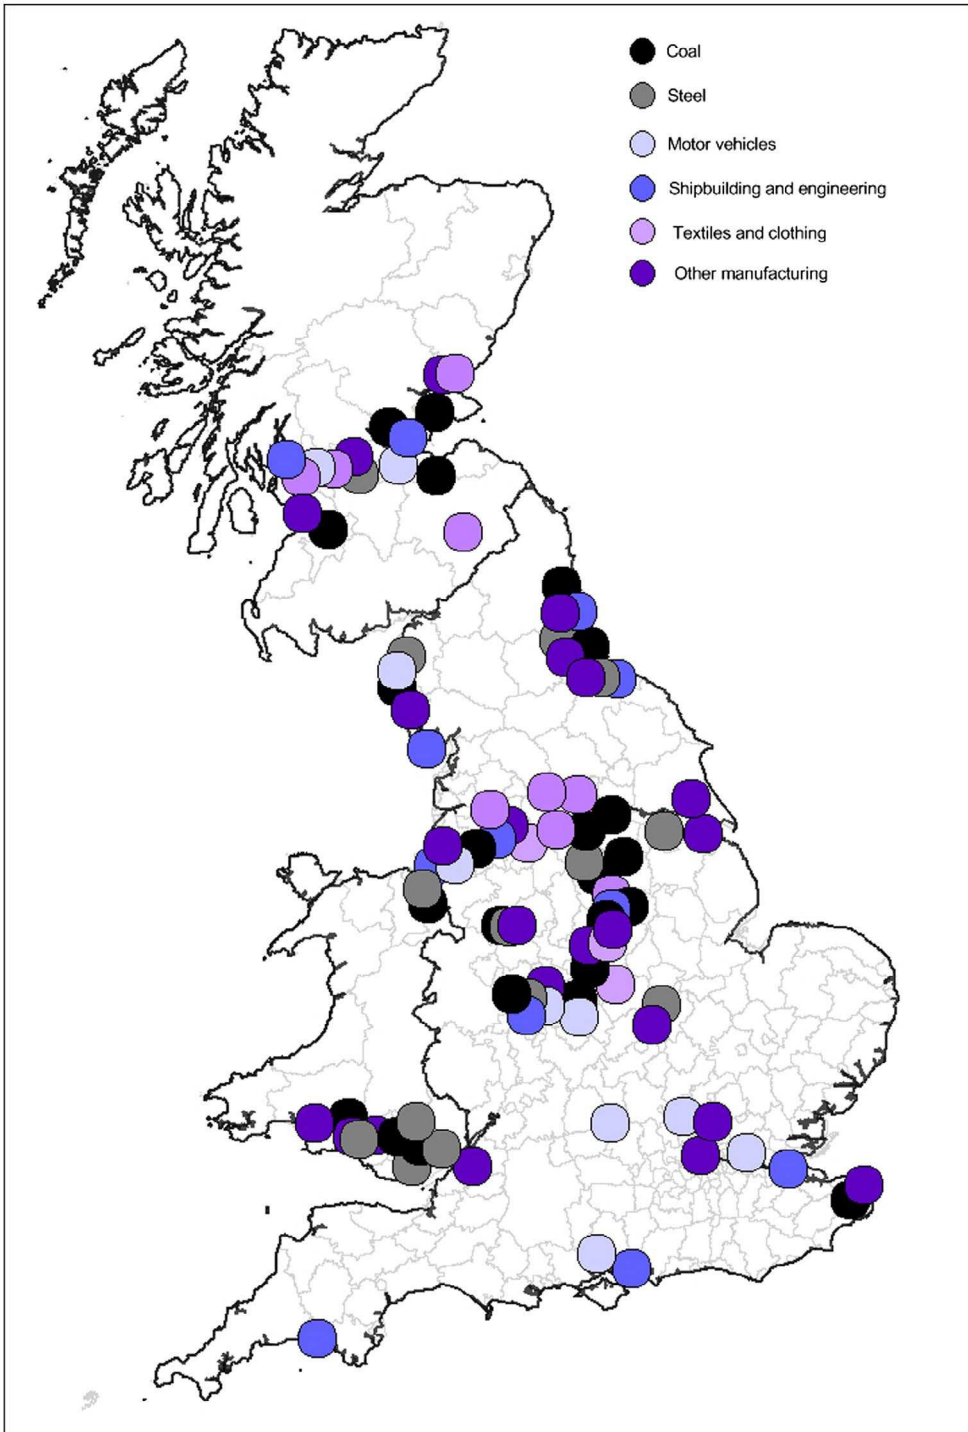 Coal
Steel
Motor vehicles
Shipbuilding and engineering
Textiles and clothing
Other manufacturing